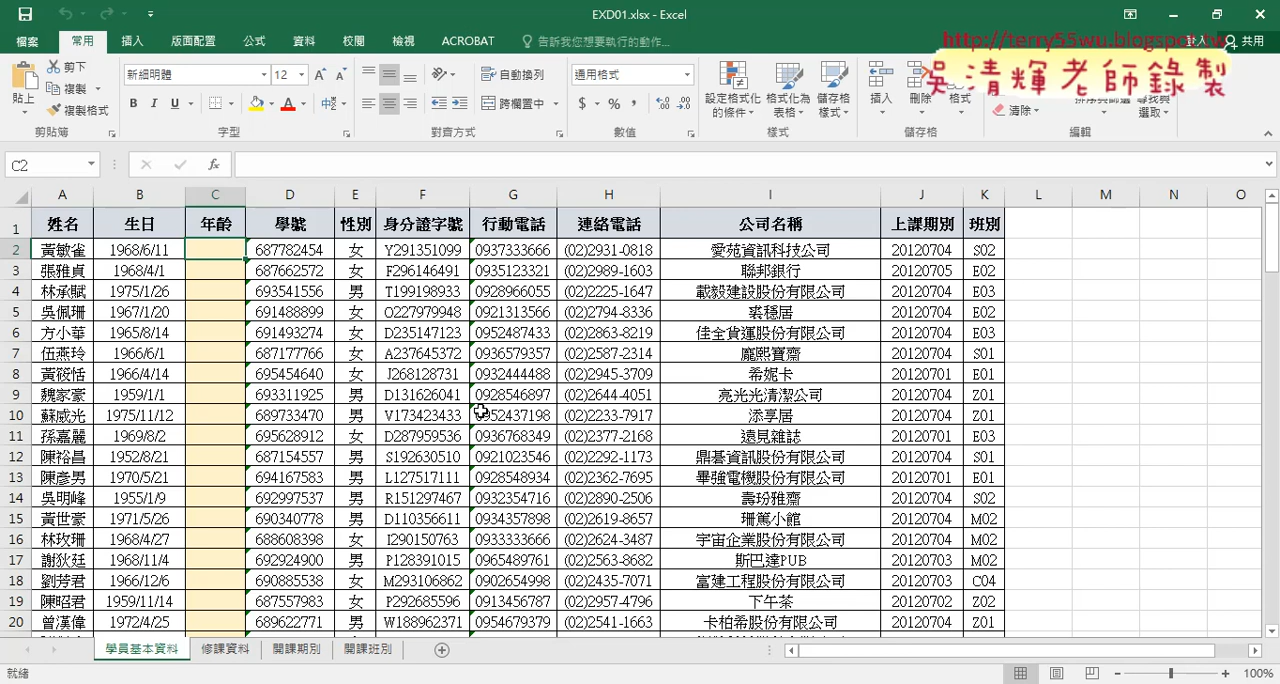 EXD01.xlsx - Excel
檔案 常用 插入 版面配置 公式 資料 校閱 檢視 ACROBAT 告訴我您想要執行的動作... 共用
http://terry55wu.blogspot.tw
吳清輝老師錄製
貼上 剪下 複製 複製格式 剪貼簿
新細明體 12 字型
自動換列 跨欄置中 對齊方式
通用格式 數值
設定格式化的條件 格式化為表格 儲存格樣式 樣式
插入 刪除 格式 儲存格
清除 編輯
C2
A B C D E F G H I J K L M N O
1 姓名 生日 年齡 學號 性別 身分證字號 行動電話 連絡電話 公司名稱 上課期別 班別
2 黃敏雀 1968/6/11 687782454 女 Y291351099 0937333666 (02)2931-0818 愛苑資訊科技公司 20120704 S02
3 張雅貞 1968/4/1 687662572 女 F296146491 0935123321 (02)2989-1603 聯邦銀行 20120705 E02
4 林承賦 1975/1/26 693541556 男 T199198933 0928966055 (02)2225-1647 載毅建設股份有限公司 20120704 E03
5 吳佩珊 1967/1/20 691488899 女 O227979948 0921313566 (02)2794-8336 裘穩居 20120704 E02
6 方小華 1965/8/14 691493274 女 D235147123 0952487433 (02)2863-8219 佳全貨運股份有限公司 20120704 E03
7 伍燕玲 1966/6/1 687177766 女 A237645372 0936579357 (02)2587-2314 龐熙寶齋 20120704 S01
8 黃筱恬 1966/4/14 695454640 女 J268128731 0932444488 (02)2945-3709 希妮卡 20120704 E01
9 魏家豪 1959/1/1 693311925 男 D131626041 0928546897 (02)2644-4051 亮光光清潔公司 20120704 Z01
10 蘇威光 1975/11/12 689733470 男 V173423433 0952437198 (02)2233-7917 添享居 20120704 Z01
11 孫嘉麗 1969/8/2 695628912 女 D287959536 0936768349 (02)2377-2168 遠見雜誌 20120701 E03
12 陳裕昌 1952/8/21 687154557 男 S192630510 0921023546 (02)2292-1173 鼎碁資訊股份有限公司 20120704 S01
13 陳彥男 1970/5/21 694167583 男 L127517111 0928548934 (02)2362-7695 畢強電機股份有限公司 20120701 E01
14 吳明峰 1955/1/9 692997537 男 R151297467 0932354716 (02)2890-2506 壽玢雅齋 20120704 S02
15 黃世豪 1971/5/26 690340778 男 D110356611 0934357898 (02)2619-8657 珊篤小館 20120704 M02
16 林玫珊 1968/4/27 688608398 女 I290150763 0933333636 (02)2624-3487 宇宙企業股份有限公司 20120704 M02
17 謝狄廷 1968/11/4 692924900 男 P128391015 0965489761 (02)2563-8682 斯巴達PUB 20120703 M02
18 劉芳君 1966/12/6 690885538 女 M293106862 0902654998 (02)2435-7071 富建工程股份有限公司 20120703 C04
19 陳昭君 1959/11/14 687557983 女 P292685596 0913456787 (02)2957-4796 下午茶 20120702 Z02
20 曾漢偉 1972/4/25 689622771 男 W188962371 0954679379 (02)2541-1663 卡柏希股份有限公司 20120704 Z01
學員基本資料 修課資料 開課期別 開課班別
就緒 100%